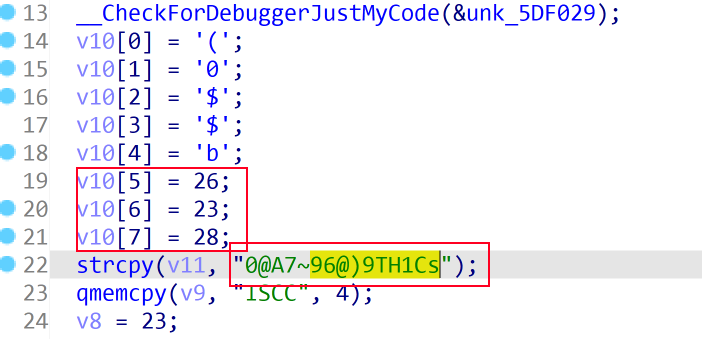 13 __CheckForDebuggerJustMyCode(&unk_5DF029);
14 v10[0] = '(';
15 v10[1] = '0';
16 v10[2] = '$';
17 v10[3] = '$';
18 v10[4] = 'b';
19 v10[5] = 26;
20 v10[6] = 23;
21 v10[7] = 28;
22 strcpy(v11, "0@A7~96@)9TH1Cs");
23 qmemcpy(v9, "ISCC", 4);
24 v8 = 23;